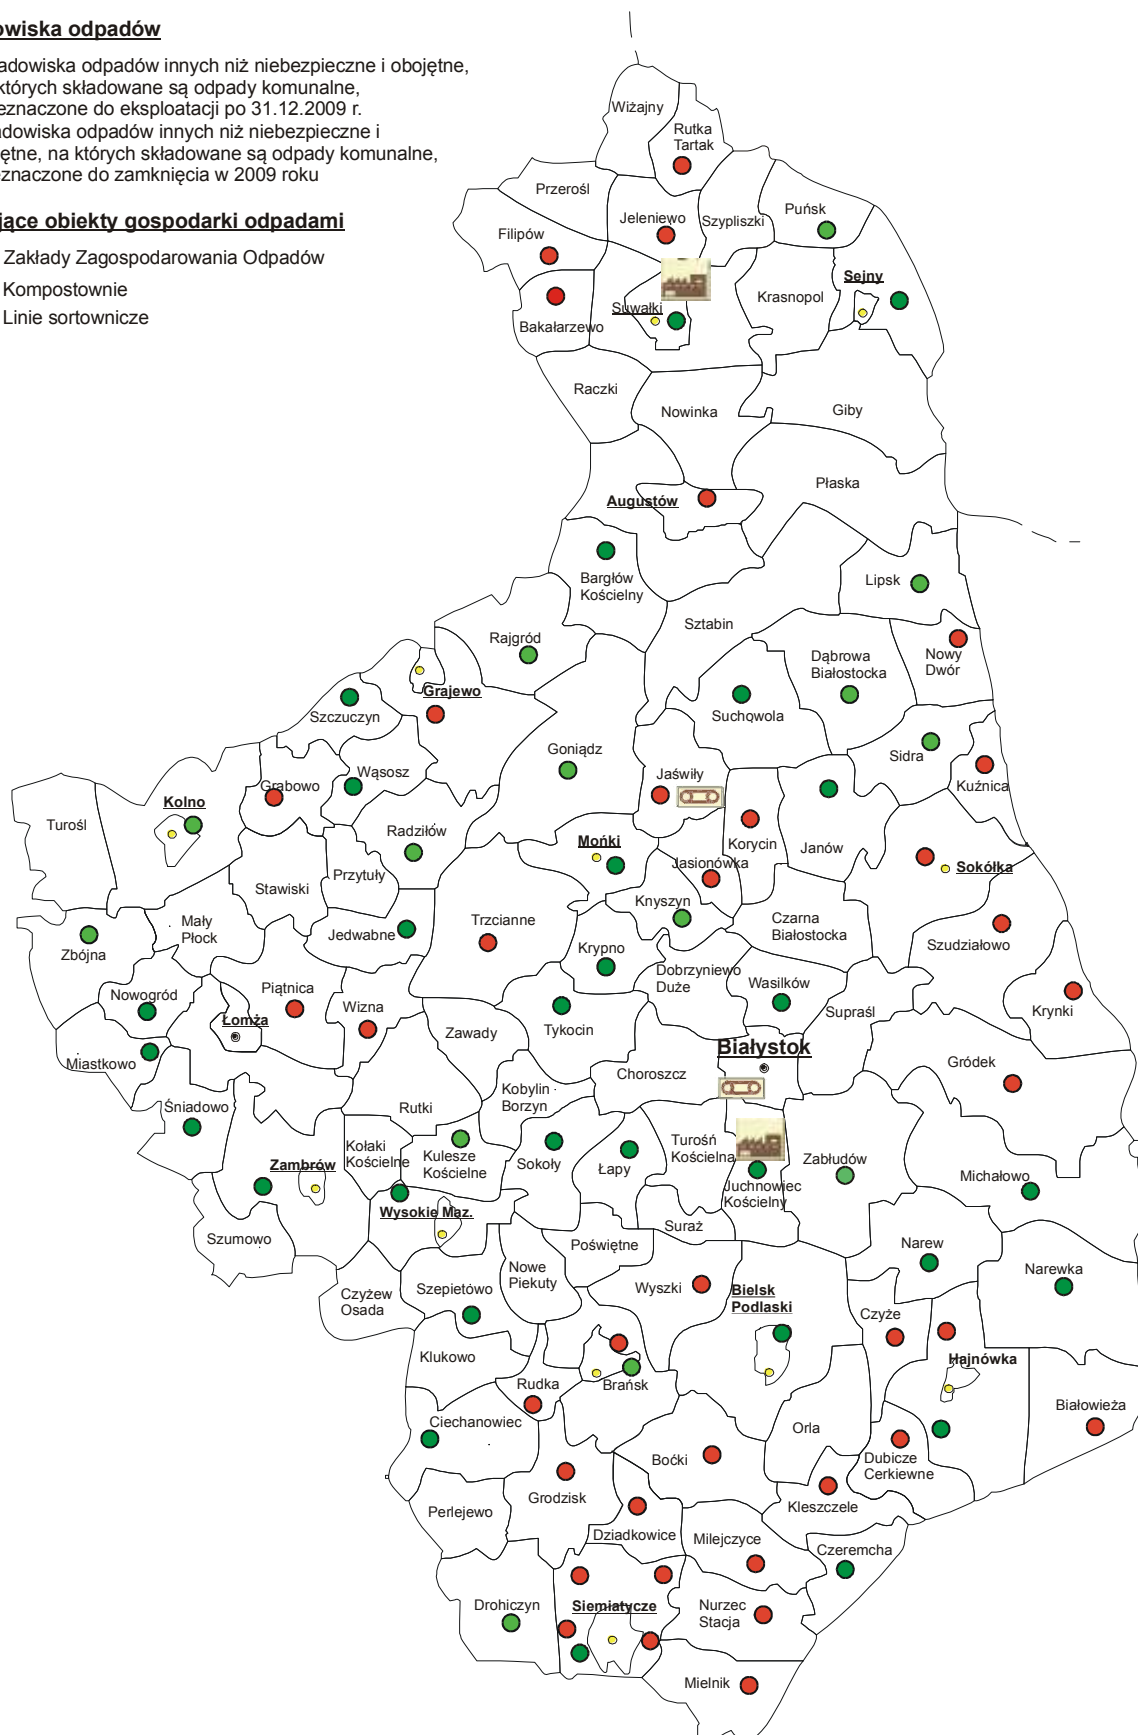 owiska odpadów
adowiska odpadów innych niż niebezpieczne i obojętne,
których składowane są odpady komunalne,
eznaczone do eksploatacji po 31.12.2009 r.
adowiska odpadów innych niż niebezpieczne i
ętne, na których składowane są odpady komunalne,
eznaczone do zamknięcia w 2009 roku
jące obiekty gospodarki odpadami
Zakłady Zagospodarowania Odpadów
Kompostownie
Linie sortownicze
Wiżajny
Rutka
Tartak
Przerośl
Jeleniewo
Szypliszki
Puńsk
Filipów
Sejny
Krasnopol
Suwałki
Bakałarzewo
Raczki
Nowinka
Giby
Płaska
Augustów
Bargłów
Kościelny
Lipsk
Sztabin
Rajgród
Dąbrowa
Białostocka
Nowy
Dwór
Grajewo
Szczuczyn
Suchowola
Goniądz
Sidra
Wąsosz
Jaświły
Kuźnica
Grabowo
Kolno
Turośl
Radziłów
Mońki
Korycin
Janów
Jasionówka
Sokółka
Przytuły
Stawiski
Knyszyn
Mały
Płock
Trzcianne
Czarna
Białostocka
Jedwabne
Szudziałowo
Zbójna
Krypno
Dobrzyniewo
Duże
Wasilków
Nowogród
Piątnica
Wizna
Supraśl
Krynki
Łomża
Zawady
Tykocin
Białystok
Miastkowo
Gródek
Choroszcz
Kobylin
Borzyn
Śniadowo
Rutki
Kołaki
Kościelne
Kulesze
Kościelne
Turośń
Kościelna
Zambrów
Sokoły
Łapy
Zabłudów
Michałowo
Juchnowiec
Kościelny
Wysokie Maz.
Suraż
Szumowo
Poświętne
Narew
Nowe
Piekuty
Narewka
Szepietówo
Czyżew
Osada
Wyszki
Bielsk
Podlaski
Czyże
Klukowo
Hajnówka
Rudka
Brańsk
Białowieża
Ciechanowiec
Orla
Boćki
Dubicze
Cerkiewne
Grodzisk
Perlejewo
Kleszczele
Dziadkowice
Milejczyce
Czeremcha
Drohiczyn
Siemiatycze
Nurzec
Stacja
Mielnik